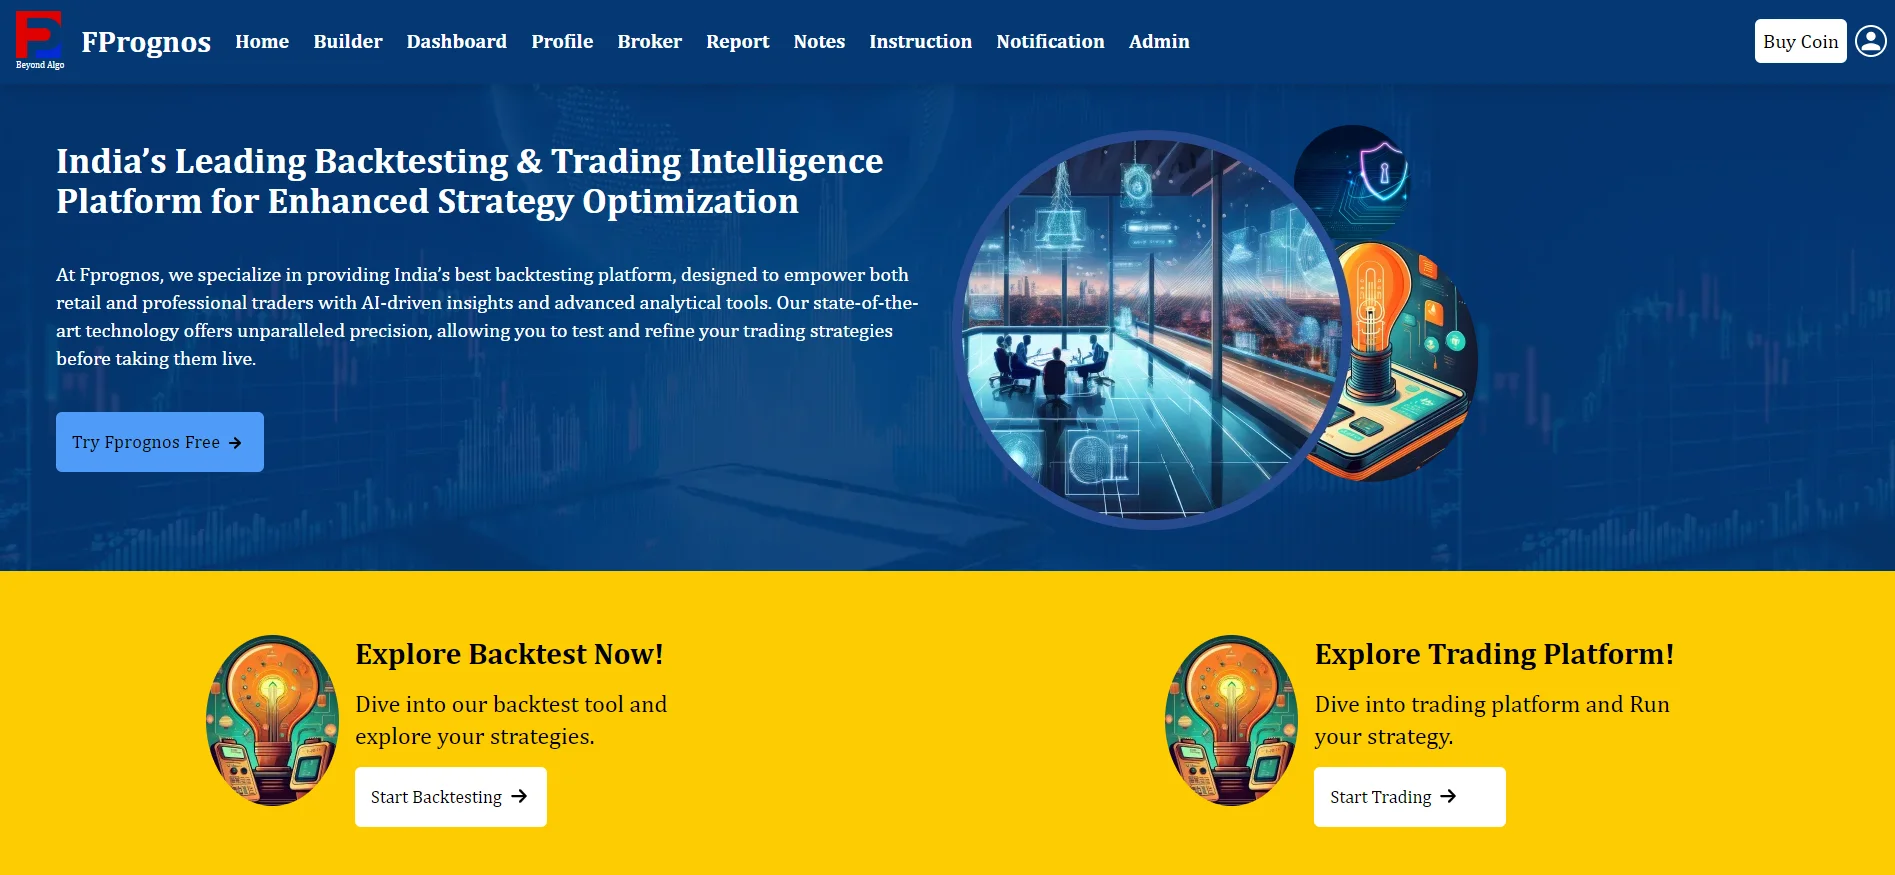 Beyond Algo
FPrognos Home Builder Dashboard Profile Broker Report Notes Instruction Notification Admin Buy Coin
India’s Leading Backtesting & Trading Intelligence
Platform for Enhanced Strategy Optimization
At Fprognos, we specialize in providing India’s best backtesting platform, designed to empower both
retail and professional traders with AI-driven insights and advanced analytical tools. Our state-of-the-
art technology offers unparalleled precision, allowing you to test and refine your trading strategies
before taking them live.
Try Fprognos Free
Explore Backtest Now!
Dive into our backtest tool and
explore your strategies.
Start Backtesting
Explore Trading Platform!
Dive into trading platform and Run
your strategy.
Start Trading